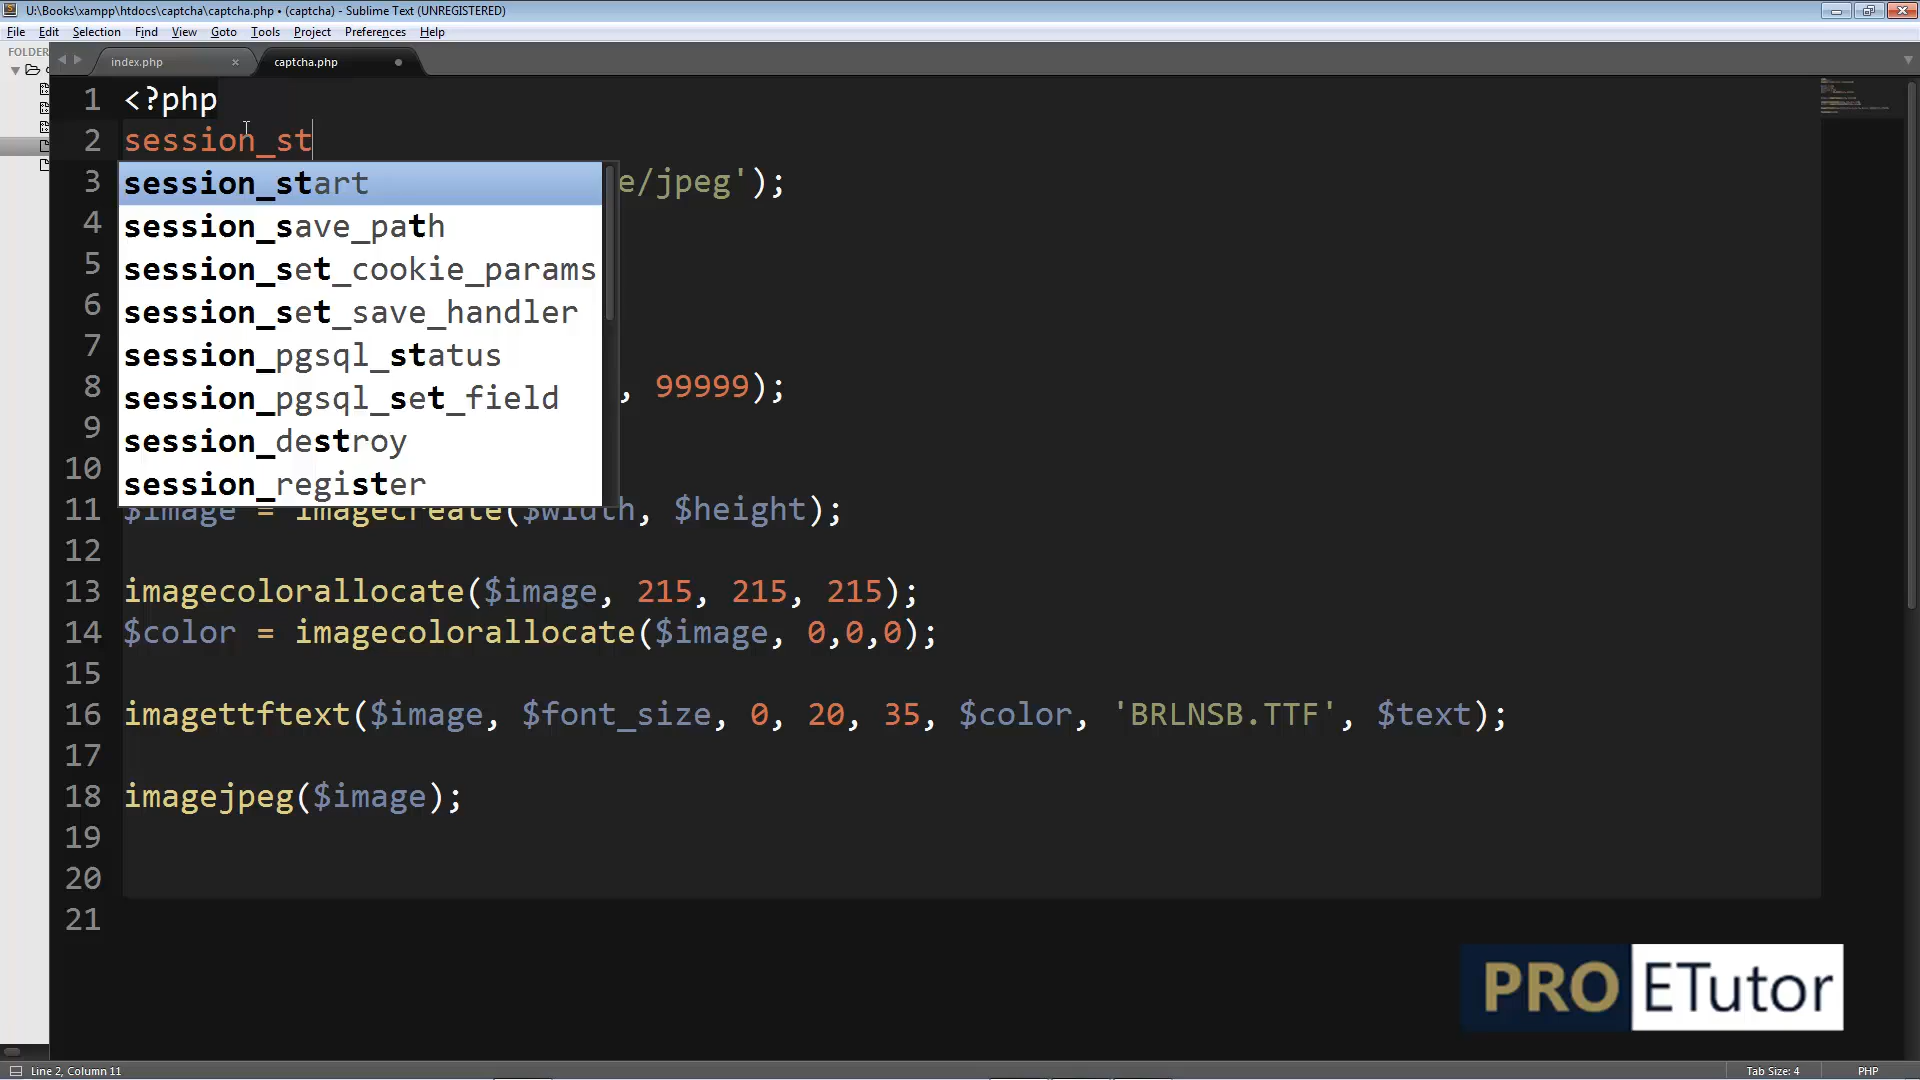 U:\Books\xampp\htdocs\captcha\captcha.php • (captcha) - Sublime Text (UNREGISTERED)
File Edit Selection Find View Goto Tools Project Preferences Help
FOLDER
index.php × captcha.php
1 <?php
2 session_st
session_start
3 e/jpeg');
session_save_path
4
session_set_cookie_params
5
session_set_save_handler
6
session_pgsql_status
7
8 , 99999);
session_pgsql_set_field
9
session_destroy
10
session_register
11 $image = imagecreate($width, $height);
12
13 imagecolorallocate($image, 215, 215, 215);
14 $color = imagecolorallocate($image, 0,0,0);
15
16 imagettftext($image, $font_size, 0, 20, 35, $color, 'BRLNSB.TTF', $text);
17
18 imagejpeg($image);
19
20
21
PRO ETutor
Line 2, Column 11 Tab Size: 4 PHP